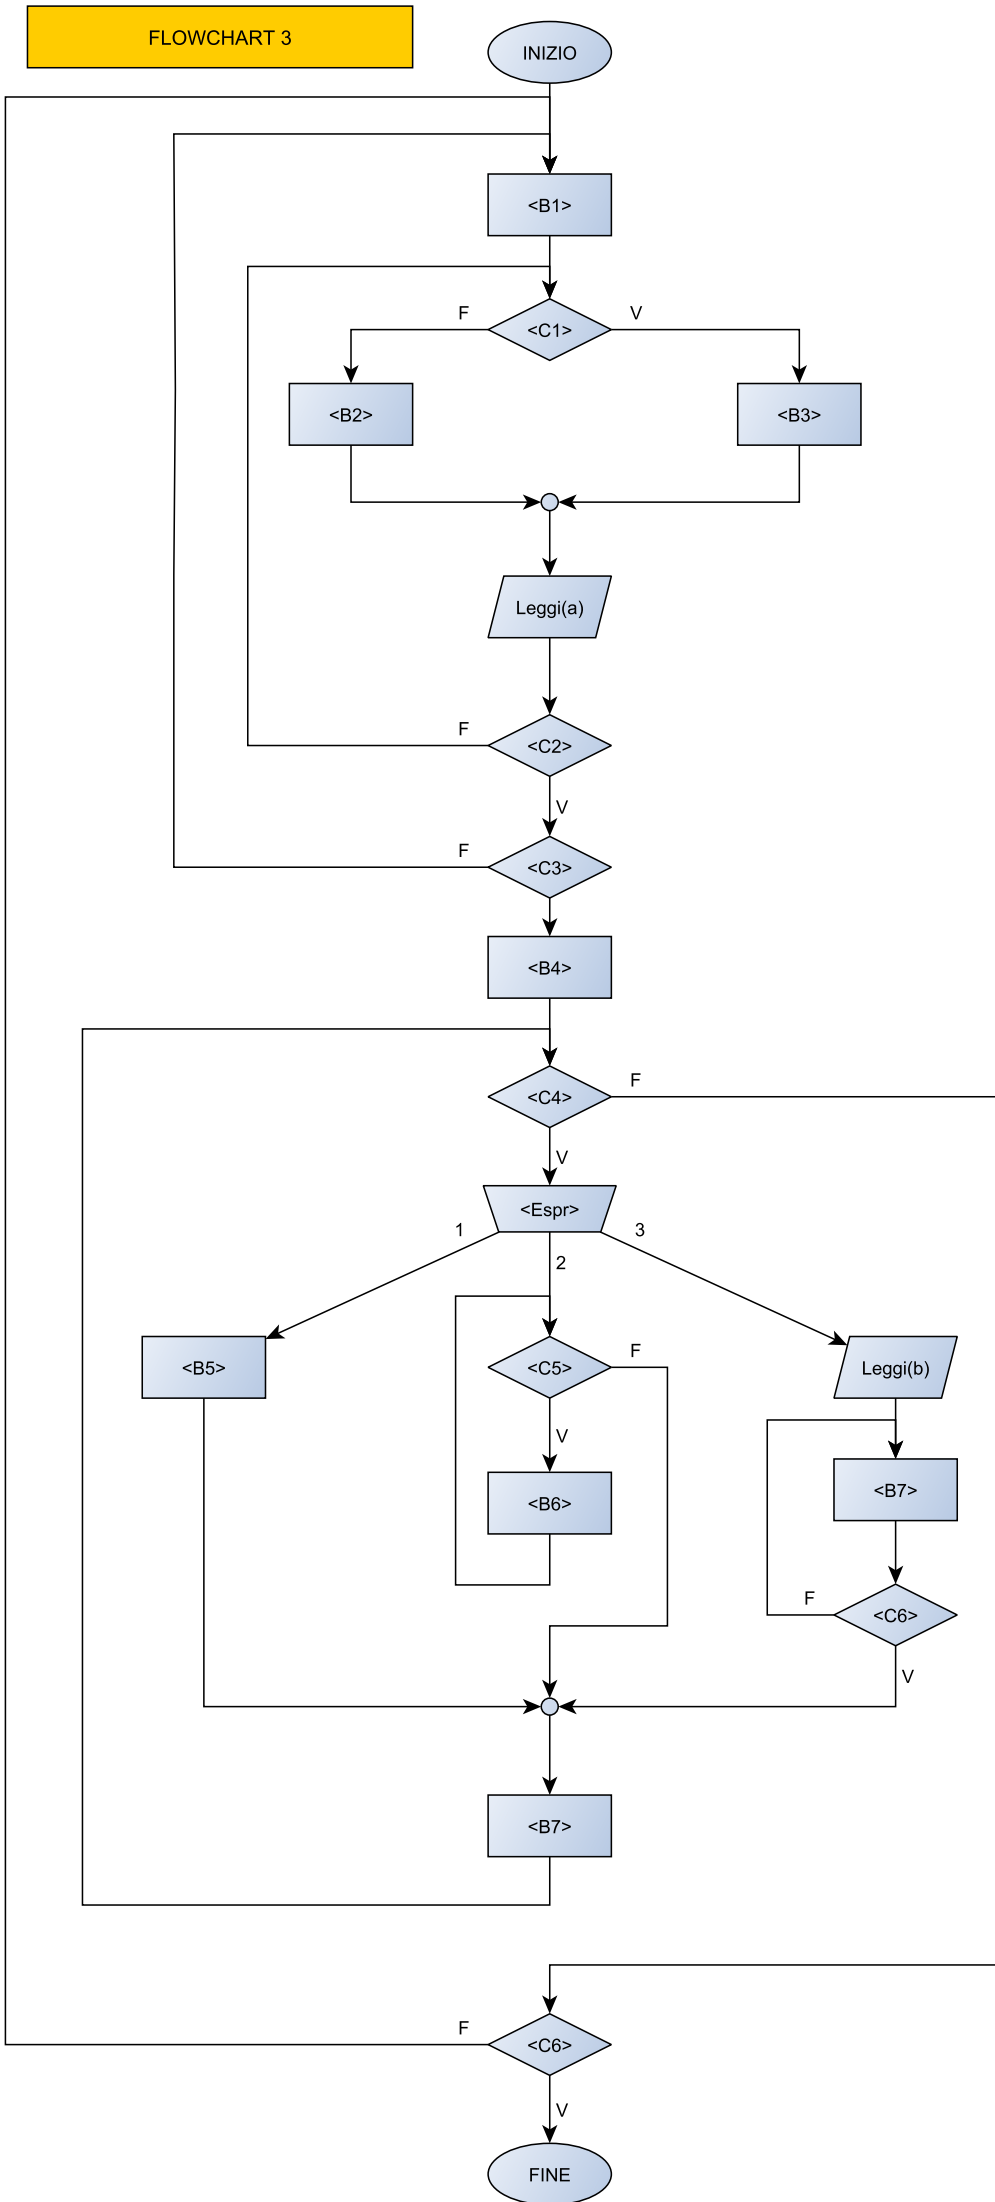 FLOWCHART 3
INIZIO
<B1>
F
<C1>
V
<B2>
<B3>
Leggi(a)
F
<C2>
V
F
<C3>
<B4>
<C4>
F
V
<Espr>
1
2
3
<B5>
<C5>
F
Leggi(b)
V
<B6>
<B7>
F
<C6>
V
<B7>
F
<C6>
V
FINE